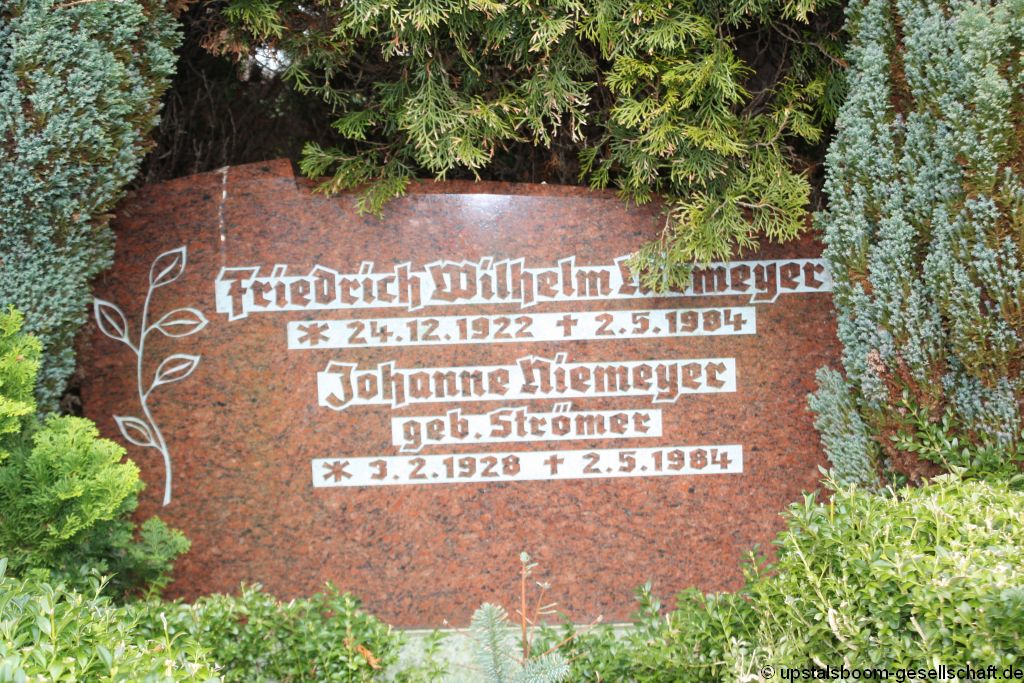 Friedrich Wilhelm Niemeyer
* 24.12.1922 † 2.5.1984
Johanne Niemeyer
geb. Strömer
* 3.2.1928 † 2.5.1984
© upstalsboom-gesellschaft.de